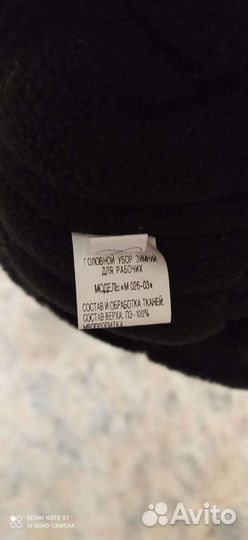 ГОЛОВНОЙ УБОР ЗИМНИЙ
ДЛЯ РАБОЧИХ
МОДЕЛЬ: «М 026-03»
СОСТАВ И ОБРАБОТКА ТКАНЕЙ:
СОСТАВ ВЕРХА: ПЭ-100%
REDMI NOTE 8T
AI QUAD CAMERA
Avito